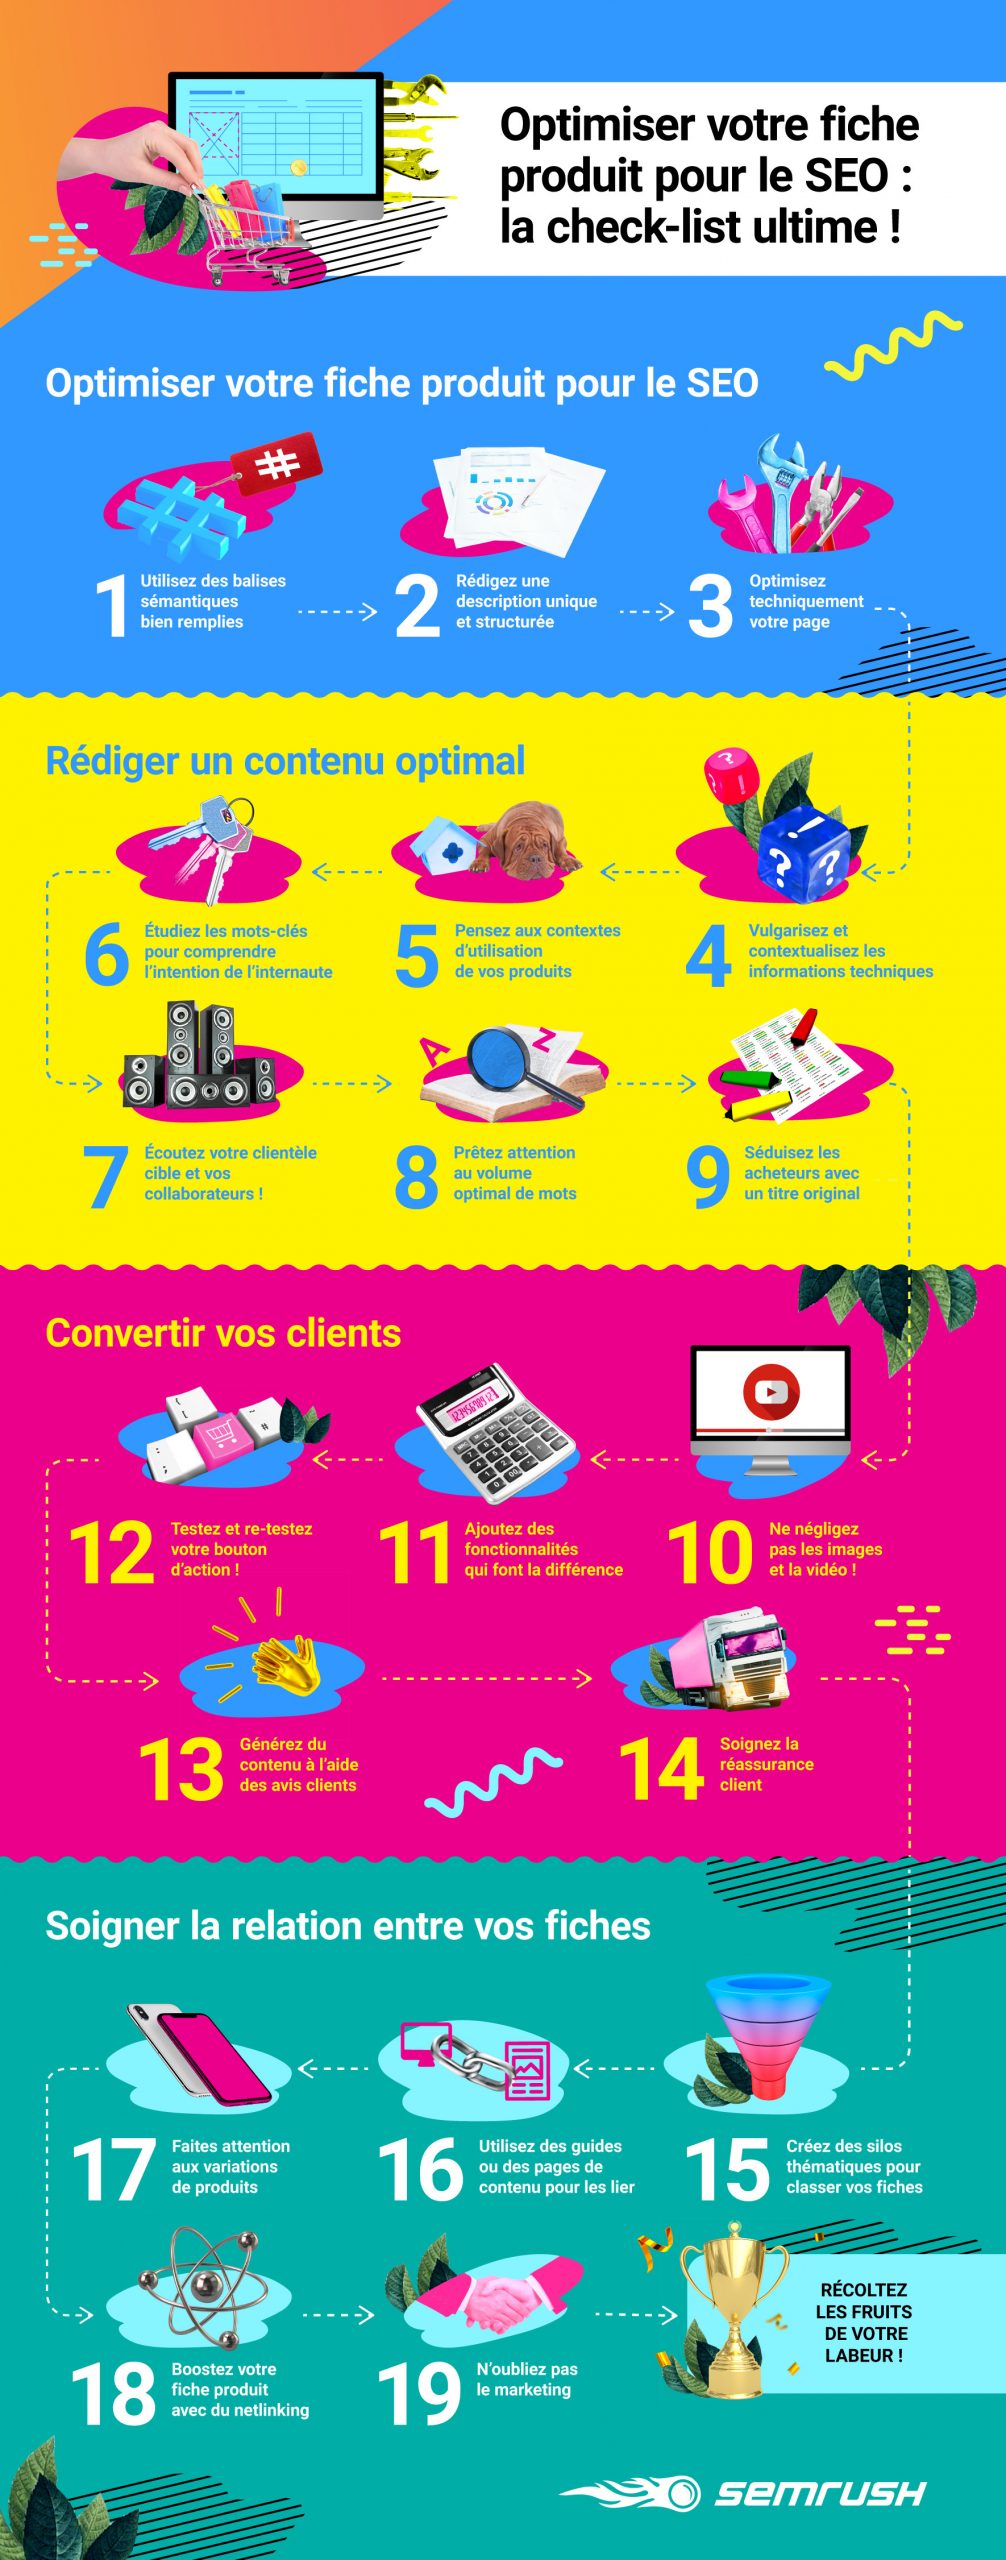 Optimiser votre fiche
produit pour le SEO :
la check-list ultime !
Optimiser votre fiche produit pour le SEO
1
Utilisez des balises
sémantiques
bien remplies
2
Rédigez une
description unique
et structurée
3
Optimisez
techniquement
votre page
Rédiger un contenu optimal
4
Vulgarisez et
contextualisez les
informations techniques
5
Pensez aux contextes
d'utilisation
de vos produits
6
Étudiez les mots-clés
pour comprendre
l'intention de l'internaute
7
Écoutez votre clientèle
cible et vos
collaborateurs !
A Z
8
Prêtez attention
au volume
optimal de mots
9
Séduisez les
acheteurs avec
un titre original
Convertir vos clients
10
Ne négligez
pas les images
et la vidéo !
11
Ajoutez des
fonctionnalités
qui font la différence
12
Testez et re-testez
votre bouton
d'action !
13
Générez du
contenu à l'aide
des avis clients
14
Soignez la
réassurance
client
Soigner la relation entre vos fiches
15
Créez des silos
thématiques pour
classer vos fiches
16
Utilisez des guides
ou des pages de
contenu pour les lier
17
Faites attention
aux variations
de produits
18
Boostez votre
fiche produit
avec du netlinking
19
N'oubliez pas
le marketing
RÉCOLTEZ
LES FRUITS
DE VOTRE
LABEUR !
semrush